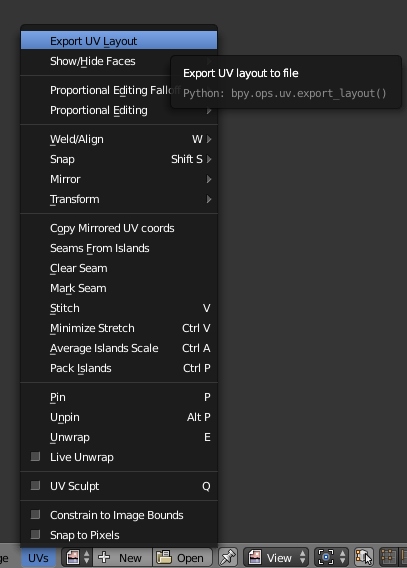 Export UV Layout
Show/Hide Faces
Export UV layout to file
Python: bpy.ops.uv.export_layout()
Proportional Editing Fallof
Proportional Editing
Weld/Align W
Snap Shift S
Mirror
Transform
Copy Mirrored UV coords
Seams From Islands
Clear Seam
Mark Seam
Stitch V
Minimize Stretch Ctrl V
Average Islands Scale Ctrl A
Pack Islands Ctrl P
Pin P
Unpin Alt P
Unwrap E
Live Unwrap
UV Sculpt Q
Constrain to Image Bounds
Snap to Pixels
ge UVs New Open View